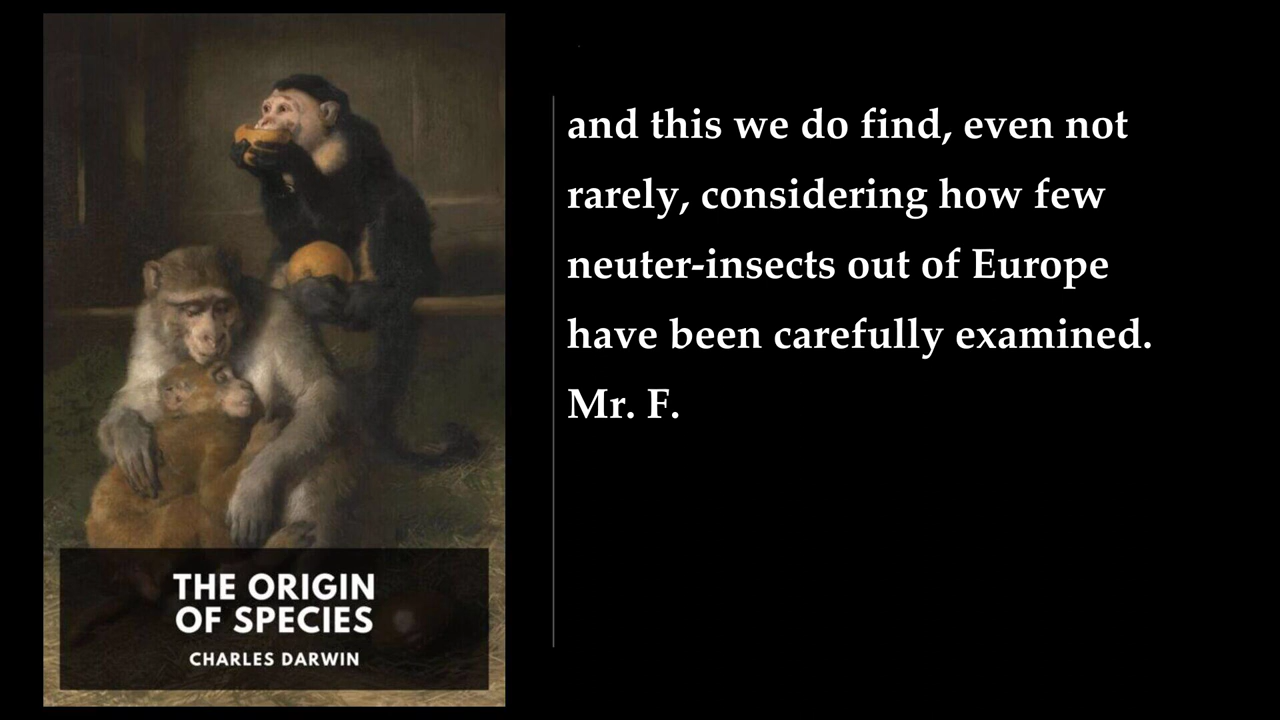 and this we do find, even not
rarely, considering how few
neuter-insects out of Europe
have been carefully examined.
Mr. F.
THE ORIGIN
OF SPECIES
CHARLES DARWIN